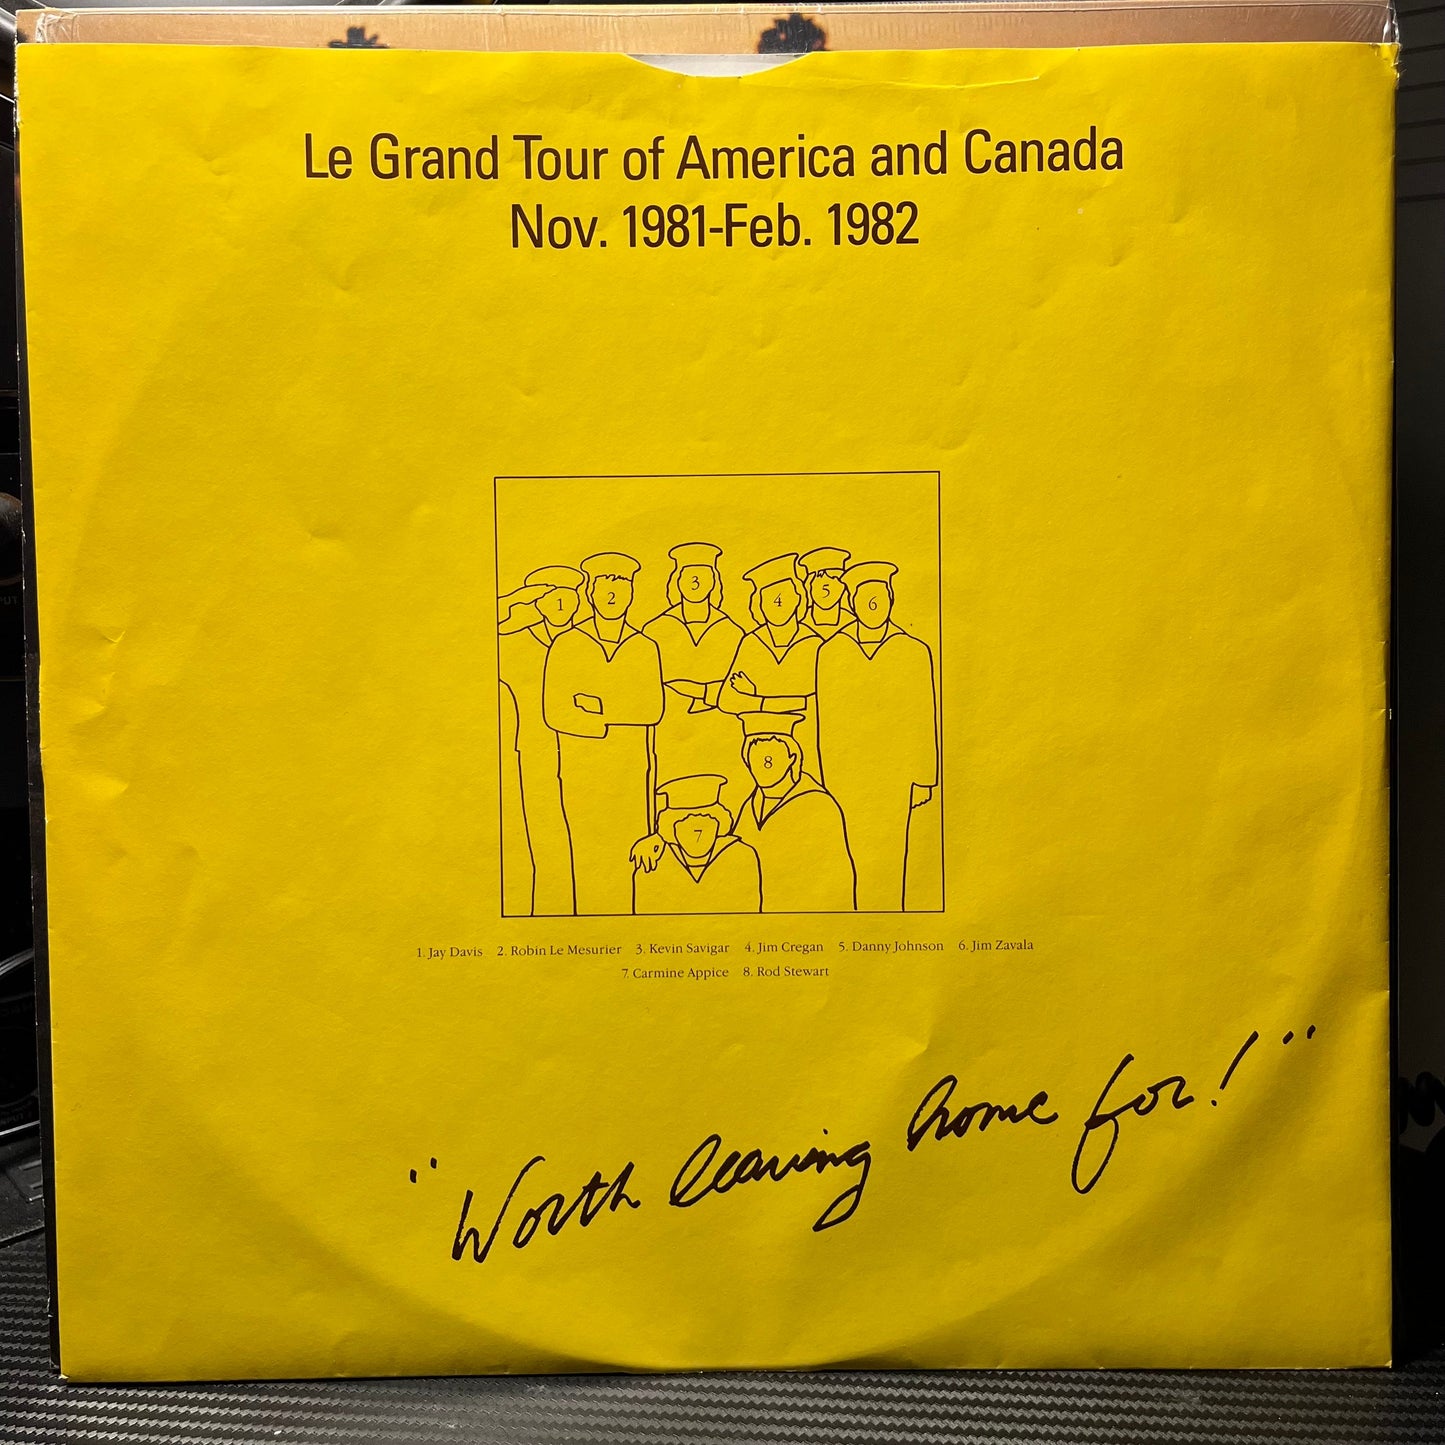 Le Grand Tour of America and Canada
Nov. 1981-Feb. 1982
1 2 3 4 5 6
8
7
1. Jay Davis 2. Robin Le Mesurier 3. Kevin Savigar 4. Jim Cregan 5. Danny Johnson 6. Jim Zavala
7. Carmine Appice 8. Rod Stewart
"Worth leaving home for!"